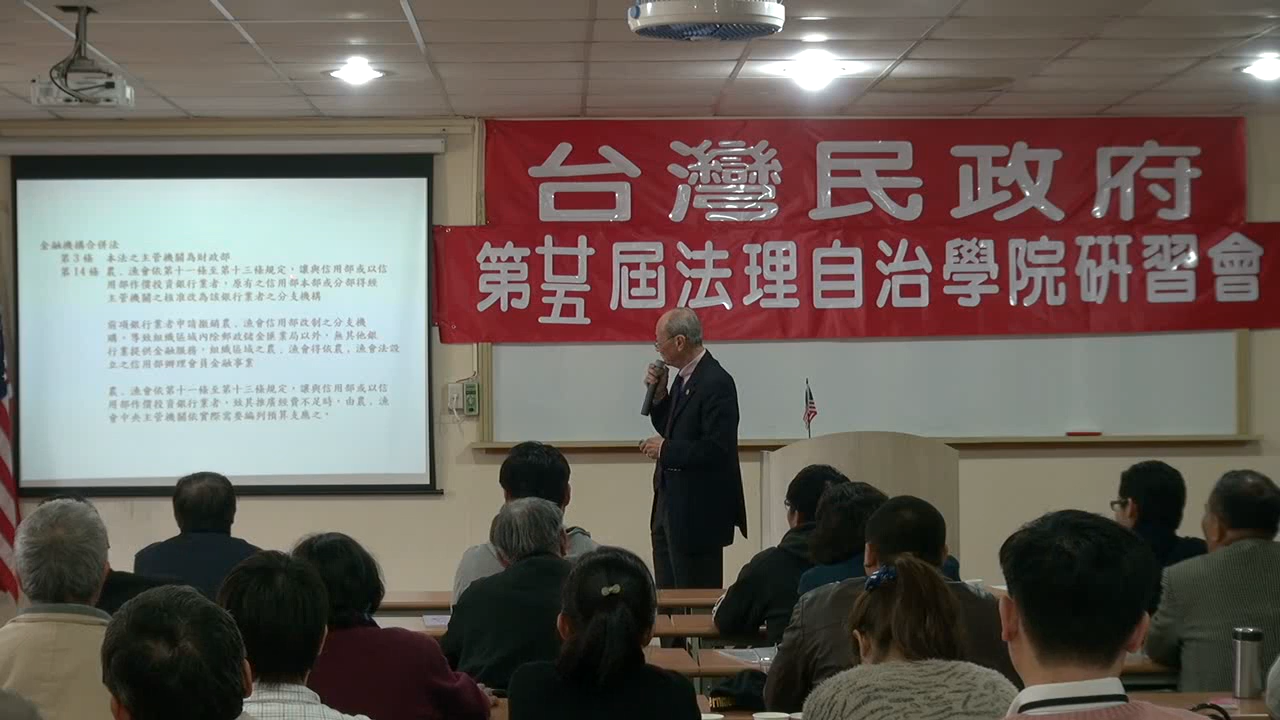 台灣民政府
第廿五屆法理自治學院研習會
金融機構合併法
第3條 本法之主管機關為財政部
第14條 農、漁會依第十一條至第十三條規定，讓與信用部或以信
用部作價投資銀行業者，原有之信用部本部或分部得經
主管機關之核准改為該銀行業者之分支機構
前項銀行業者申請撤銷農、漁會信用部改制之分支機
構，導致組織區域內除郵政儲金匯業局以外，無其他銀
行業提供金融服務，組織區域之農、漁會得依農、漁會法設
立之信用部辦理會員金融事業
農、漁會依第十一條至第十三條規定，讓與信用部或以信
用部作價投資銀行業者，致其推廣經費不足時，由農、漁
會中央主管機關依實際需要編列預算支應之。